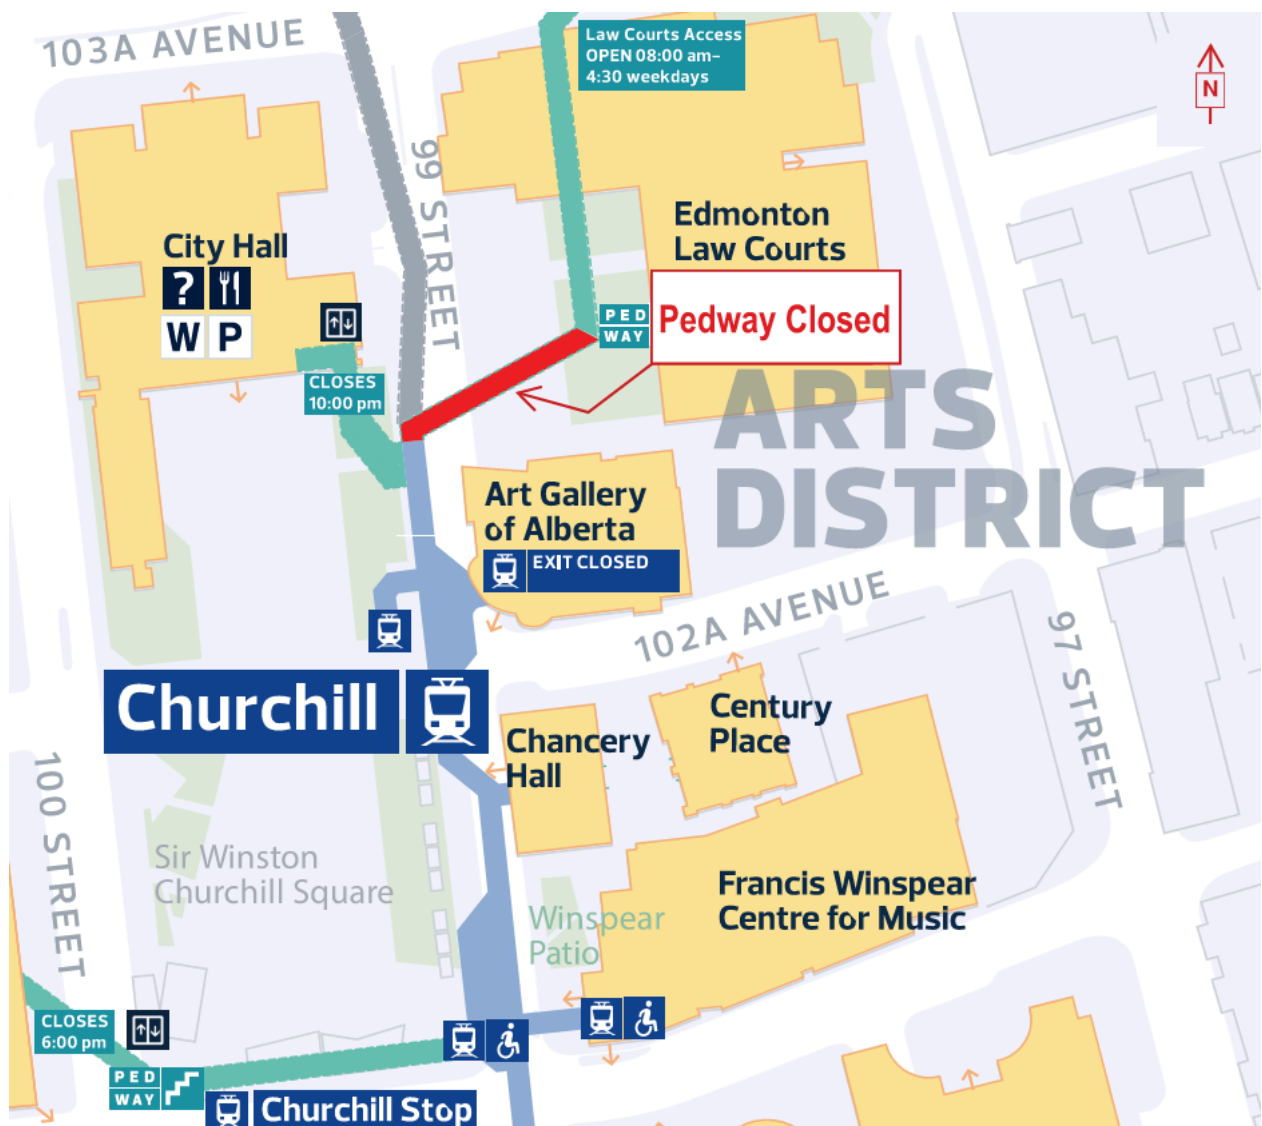 103A AVENUE
Law Courts Access
OPEN 08:00 am–
4:30 weekdays
N
99 STREET
City Hall
?
W P
Edmonton
Law Courts
PED
WAY
Pedway Closed
CLOSES
10:00 pm
ARTS
DISTRICT
Art Gallery
of Alberta
EXIT CLOSED
102A AVENUE
97 STREET
Churchill
Chancery
Hall
Century
Place
100 STREET
Sir Winston
Churchill Square
Francis Winspear
Centre for Music
Winspear
Patio
CLOSES
6:00 pm
PED
WAY
Churchill Stop